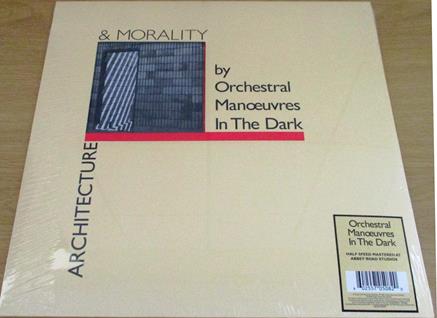 & MORALITY
ARCHITECTURE
by
Orchestral
Manœuvres
In The Dark
Orchestral
Manœuvres
In The Dark
HALF SPEED MASTERED AT
ABBEY ROAD STUDIOS